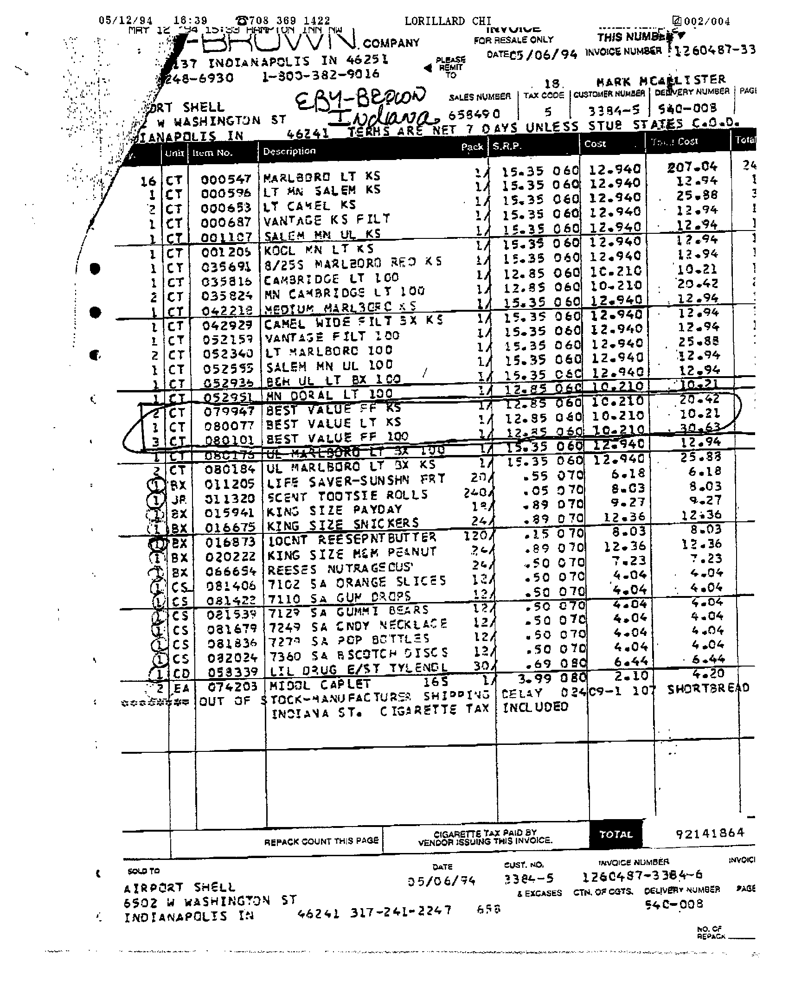 05/12/94 16:39 ☎708 369 1422 LORILLARD CHI 002/004
MAY 12 '94 15:33 HAMPTON INN NW INVOICE
-BROWN. COMPANY FOR RESALE ONLY THIS NUMBER
137 INDIANAPOLIS IN 46251 PLEASE REMIT TO DATE 05/06/94 INVOICE NUMBER 1260487-33
248-6930 1-800-382-9016
18. MARK MCALLISTER
EBY-BROWN SALES NUMBER TAX CODE CUSTOMER NUMBER DELIVERY NUMBER PAGE
ORT SHELL Indiana. 658490 5 3384-5 540-008
W WASHINGTON ST
IANAPOLIS IN 46241 TERMS ARE NET 7 DAYS UNLESS STUB STATES C.O.D.
Unit Item No. Description Pack S.R.P. Cost Total Cost Total
16 CT 000547 MARLBORO LT KS 1/ 15.35 060 12.940 207.04 24
1 CT 000596 LT MN SALEM KS 1/ 15.35 060 12.940 12.94
2 CT 000653 LT CAMEL KS 1/ 15.35 060 12.940 25.88
1 CT 000687 VANTAGE KS FILT 1/ 15.35 060 12.940 12.94
1 CT 001107 SALEM MN UL KS 1/ 15.35 060 12.940 12.94
1 CT 001205 KOOL MN LT KS 1/ 15.35 060 12.940 12.94
1 CT 035691 8/25S MARLBORO RED KS 1/ 15.35 060 12.940 12.94
1 CT 035816 CAMBRIDGE LT 100 1/ 12.85 060 10.210 10.21
2 CT 035824 MN CAMBRIDGE LT 100 1/ 12.85 060 10.210 20.42
1 CT 042218 MEDIUM MARLBORO KS 1/ 15.35 060 12.940 12.94
1 CT 042929 CAMEL WIDE FILT BX KS 1/ 15.35 060 12.940 12.94
1 CT 052159 VANTAGE FILT 100 1/ 15.35 060 12.940 12.94
2 CT 052340 LT MARLBORO 100 1/ 15.35 060 12.940 25.88
1 CT 052555 SALEM MN UL 100 1/ 15.35 060 12.940 12.94
1 CT 052936 B&H UL LT BX 100 1/ 15.35 060 12.940 12.94
1 CT 052951 MN DORAL LT 100 1/ 12.85 060 10.210 10.21
2 CT 079947 BEST VALUE FF KS 1/ 12.85 060 10.210 20.42
1 CT 080077 BEST VALUE LT KS 1/ 12.85 060 10.210 10.21
3 CT 080101 BEST VALUE FF 100 1/ 12.85 060 10.210 30.63
1 CT 080176 UL MARLBORO LT BX 100 1/ 15.35 060 12.940 12.94
2 CT 080184 UL MARLBORO LT BX KS 1/ 15.35 060 12.940 25.88
1 BX 011205 LIFE SAVER-SUNSHN FRT 20/ .55 070 6.18 6.18
1 JR 311320 SCENT TOOTSIE ROLLS 240/ .05 070 8.03 8.03
1 BX 015941 KING SIZE PAYDAY 18/ .89 070 9.27 9.27
1 BX 016675 KING SIZE SNICKERS 24/ .89 070 12.36 12.36
1 BX 016873 10CNT REESEPNTBUTTER 120/ .15 070 8.03 8.03
1 BX 020222 KING SIZE M&M PEANUT 24/ .89 070 12.36 12.36
1 BX 066654 REESES NUTRAGEOUS 24/ .50 070 7.23 7.23
1 CS 081406 7102 SA ORANGE SLICES 12/ .50 070 4.04 4.04
1 CS 081422 7110 SA GUM DROPS 12/ .50 070 4.04 4.04
1 CS 081539 7129 SA GUMMI BEARS 12/ .50 070 4.04 4.04
1 CS 081679 7249 SA CNDY NECKLACE 12/ .50 070 4.04 4.04
1 CS 081836 7279 SA POP BOTTLES 12/ .50 070 4.04 4.04
1 CS 082024 7360 SA BSCOTCH DISCS 12/ .50 070 4.04 4.04
1 CD 058339 LIL DRUG E/ST TYLENOL 30/ .69 080 6.44 6.44
2 EA 074203 MIDOL CAPLET 16S 1/ 3.99 080 2.10 4.20
******** OUT OF STOCK-MANUFACTURER SHIPPING DELAY 02409-1 107 SHORTBREAD
INDIANA ST. CIGARETTE TAX INCLUDED
REPACK COUNT THIS PAGE CIGARETTE TAX PAID BY VENDOR ISSUING THIS INVOICE. TOTAL 92141864
SOLD TO DATE CUST. NO. INVOICE NUMBER INVOICE
AIRPORT SHELL 05/06/94 3384-5 1260487-3384-6
6502 W WASHINGTON ST & EXCASES CTN. OF CGTS. DELIVERY NUMBER PAGE
INDIANAPOLIS IN 46241 317-241-2247 658 540-008
NO. OF REPACK